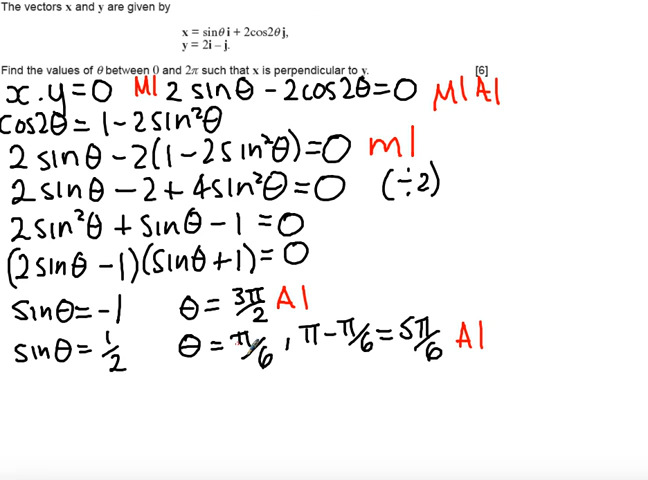 The vectors x and y are given by
x = sinθ i + 2cos2θ j,
y = 2i – j.
Find the values of θ between 0 and 2π such that x is perpendicular to y. [6]
x.y=0 M1 2 sinθ - 2cos2θ=0 M1A1
cos2θ = 1-2sin²θ
2 sinθ - 2(1-2sin²θ)=0 m1
2 sinθ - 2 + 4sin²θ = 0 (÷2)
2sin²θ + sinθ - 1 = 0
(2sinθ -1)(sinθ+1)=0
sinθ=-1 θ = 3π/2 A1
sinθ= 1/2 θ = π/6, π-π/6 = 5π/6 A1